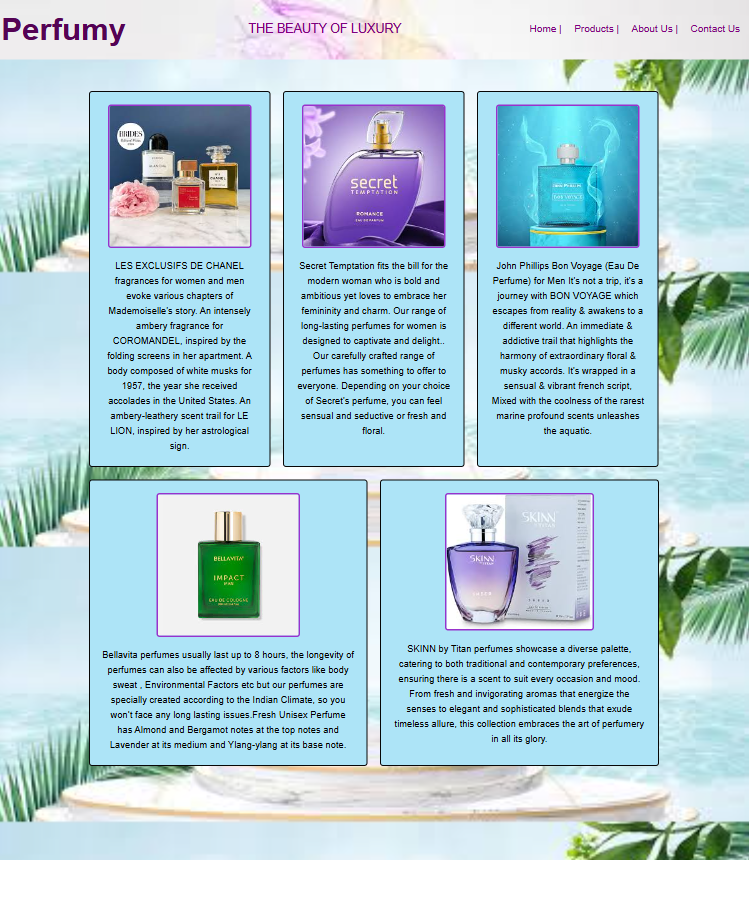 Perfumy
THE BEAUTY OF LUXURY
Home |
Products |
About Us |
Contact Us
BRIDES
CHANEL
LES EXCLUSIFS DE CHANEL
fragrances for women and men
evoke various chapters of
Mademoiselle's story. An intensely
ambery fragrance for
COROMANDEL, inspired by the
folding screens in her apartment. A
body composed of white musks for
1957, the year she received
accolades in the United States. An
ambery-leathery scent trail for LE
LION, inspired by her astrological
sign.
secret
TEMPTATION
ROMANCE
EAU DE PARFUM
Secret Temptation fits the bill for the
modern woman who is bold and
ambitious yet loves to embrace her
femininity and charm. Our range of
long-lasting perfumes for women is
designed to captivate and delight..
Our carefully crafted range of
perfumes has something to offer to
everyone. Depending on your choice
of Secret's perfume, you can feel
sensual and seductive or fresh and
floral.
John Phillips
BON VOYAGE
John Phillips Bon Voyage (Eau De
Perfume) for Men It's not a trip, it's a
journey with BON VOYAGE which
escapes from reality & awakens to a
different world. An immediate &
addictive trail that highlights the
harmony of extraordinary floral &
musky accords. It's wrapped in a
sensual & vibrant french script,
Mixed with the coolness of the rarest
marine profound scents unleashes
the aquatic.
BELLAVITA
IMPACT
MAN
EAU DE COLOGNE
Bellavita perfumes usually last up to 8 hours, the longevity of
perfumes can also be affected by various factors like body
sweat , Environmental Factors etc but our perfumes are
specially created according to the Indian Climate, so you
won't face any long lasting issues.Fresh Unisex Perfume
has Almond and Bergamot notes at the top notes and
Lavender at its medium and Ylang-ylang at its base note.
SKINN
BY TITAN
SKINN
BY TITAN
SHEER
SHEER
SKINN by Titan perfumes showcase a diverse palette,
catering to both traditional and contemporary preferences,
ensuring there is a scent to suit every occasion and mood.
From fresh and invigorating aromas that energize the
senses to elegant and sophisticated blends that exude
timeless allure, this collection embraces the art of perfumery
in all its glory.